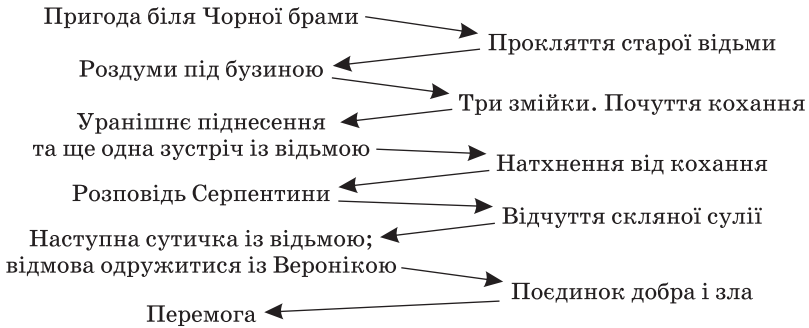 Пригода біля Чорної брами
Прокляття старої відьми
Роздуми під бузиною
Три змійки. Почуття кохання
Уранішнє піднесення
та ще одна зустріч із відьмою
Натхнення від кохання
Розповідь Серпентини
Відчуття скляної сулії
Наступна сутичка із відьмою;
відмова одружитися із Веронікою
Поєдинок добра і зла
Перемога